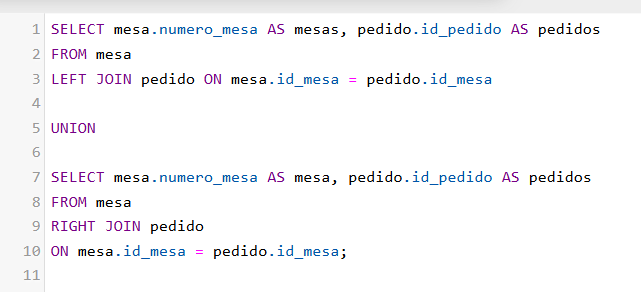 1 SELECT mesa.numero_mesa AS mesas, pedido.id_pedido AS pedidos
2 FROM mesa
3 LEFT JOIN pedido ON mesa.id_mesa = pedido.id_mesa
4
5 UNION
6
7 SELECT mesa.numero_mesa AS mesa, pedido.id_pedido AS pedidos
8 FROM mesa
9 RIGHT JOIN pedido
10 ON mesa.id_mesa = pedido.id_mesa;
11